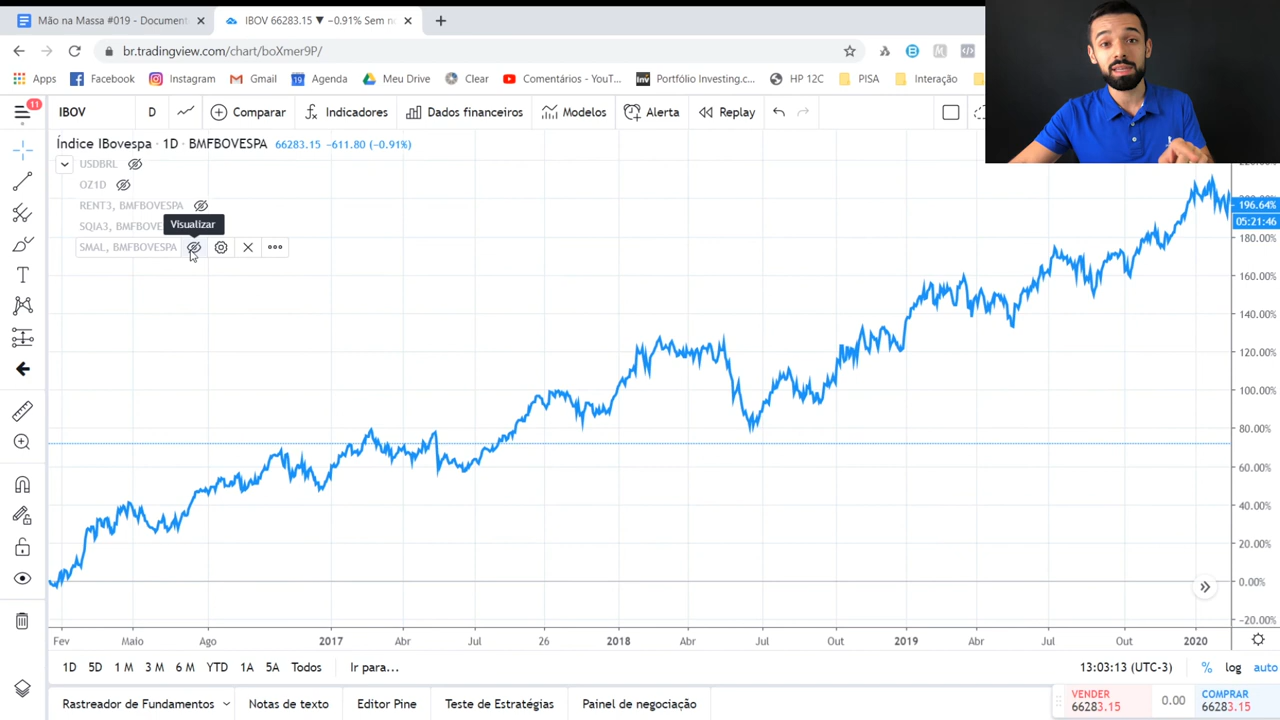 Mão na Massa #019 - Document
IBOV 66283.15 ▼ −0.91% Sem no
br.tradingview.com/chart/boXmer9P/
Apps
Facebook
Instagram
Gmail
Agenda
Meu Drive
Clear
Comentários - YouT...
Portfólio Investing.c...
HP 12C
PISA
Interação
11
IBOV
D
Comparar
Indicadores
Dados financeiros
Modelos
Alerta
Replay
Índice IBovespa · 1D · BMFBOVESPA 66283.15 −611.80 (−0.91%)
USDBRL
OZ1D
RENT3, BMFBOVESPA
Visualizar
SQIA3, BMFOVE
SMAL., BMFBOVESPA
196.64%
05:21:46
180.00%
160.00%
140.00%
120.00%
100.00%
80.00%
60.00%
40.00%
20.00%
0.00%
−20.00%
Fev Maio Ago 2017 Abr Jul 26 2018 Abr Jul Out 2019 Abr Jul Out 2020
1D 5D 1 M 3 M 6 M YTD 1A 5A Todos Ir para...
13:03:13 (UTC-3) % log auto
Rastreador de Fundamentos
Notas de texto
Editor Pine
Teste de Estratégias
Painel de negociação
VENDER
66283.15
0.00
COMPRAR
66283.15